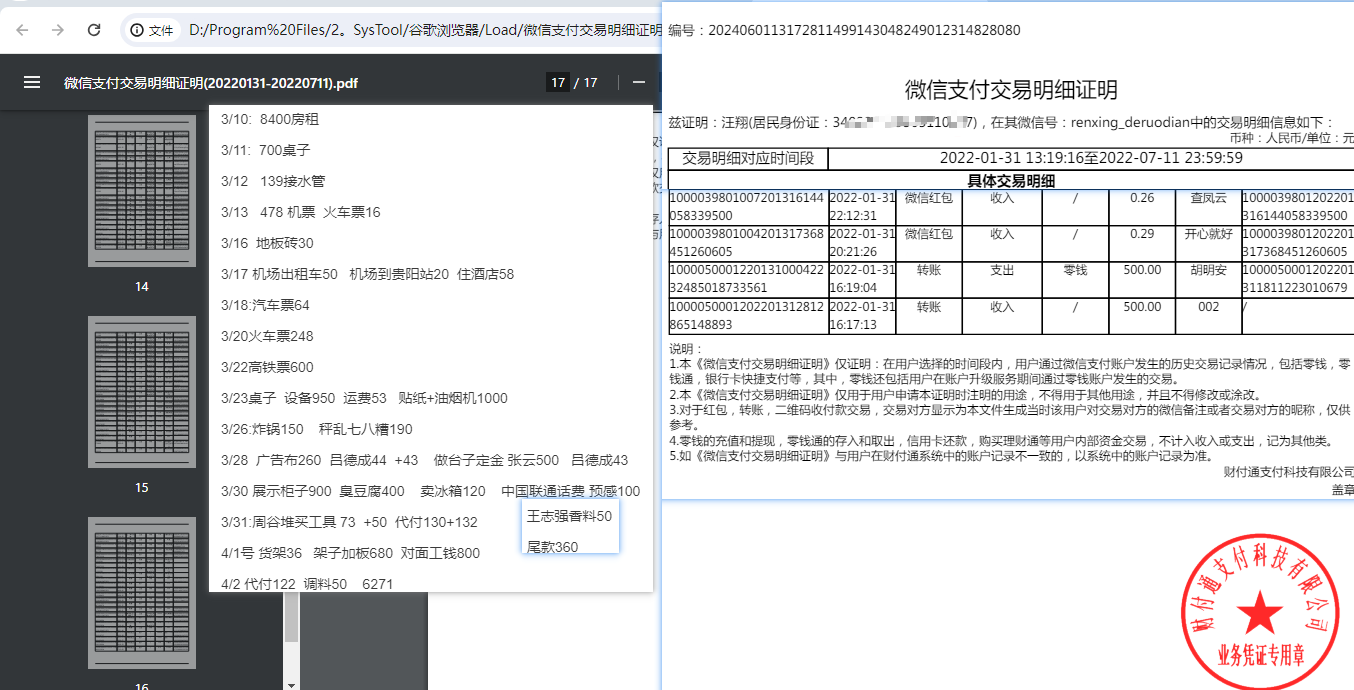 文件
D:/Program%20Files/2。SysTool/谷歌浏览器/Load/微信支付交易明细证明
微信支付交易明细证明(20220131-20220711).pdf
17 / 17
14
15
16
3/10: 8400房租
3/11: 700桌子
3/12 139接水管
3/13 478 机票 火车票16
3/16 地板砖30
3/17 机场出租车50 机场到贵阳站20 住酒店58
3/18:汽车票64
3/20火车票248
3/22高铁票600
3/23桌子 设备950 运费53 贴纸+油烟机1000
3/26:炸锅150 秤乱七八糟190
3/28 广告布260 吕德成44 +43 做台子定金 张云500 吕德成43
3/30 展示柜子900 臭豆腐400 卖冰箱120 中国联通话费 预感100
王志强香料50
尾款360
3/31:周谷堆买工具 73 +50 代付130+132
4/1号 货架36 架子加板680 对面工钱800
4/2 代付122 调料50 6271
编号：2024060113172811499143048249012314828080
微信支付交易明细证明
兹证明：汪翔(居民身份证：), 在其微信号：renxing_deruodian中的交易明细信息如下：
币种：人民币/单位：元
交易明细对应时间段 2022-01-31 13:19:16至2022-07-11 23:59:59
具体交易明细
1000039801007201316144 2022-01-31 微信红包 收入 / 0.26 查凤云 100003980120220​1
058339500 22:12:31 316144058339500
1000039801004201317368 2022-01-31 微信红包 收入 / 0.29 开心就好 1000039801202201
451260605 20:21:26 317368451260605
1000050001220131000422 2022-01-31 转账 支出 零钱 500.00 胡明安 1000050001202201
32485018733561 16:19:04 311811223010679
1000050001202201312812 2022-01-31 转账 收入 / 500.00 002 /
865148893 16:17:13
说明：
1.本《微信支付交易明细证明》仅证明：在用户选择的时间段内，用户通过微信支付账户发生的历史交易记录情况，包括零钱，零
钱通，银行卡快捷支付等，其中，零钱还包括用户在账户升级服务期间通过零钱账户发生的交易。
2.本《微信支付交易明细证明》仅用于用户申请本证明时注明的用途，不得用于其他用途，并且不得修改或涂改。
3.对于红包，转账，二维码收付款交易，交易对方显示为本文件生成当时该用户对交易对方的微信备注或者交易对方的昵称，仅供
参考。
4.零钱的充值和提现，零钱通的存入和取出，信用卡还款，购买理财通等用户内部资金交易，不计入收入或支出，记为其他类。
5.如《微信支付交易明细证明》与用户在财付通系统中的账户记录不一致的，以系统中的账户记录为准。
财付通支付科技有限公司
盖章
财付通支付科技有限公司
业务凭证专用章